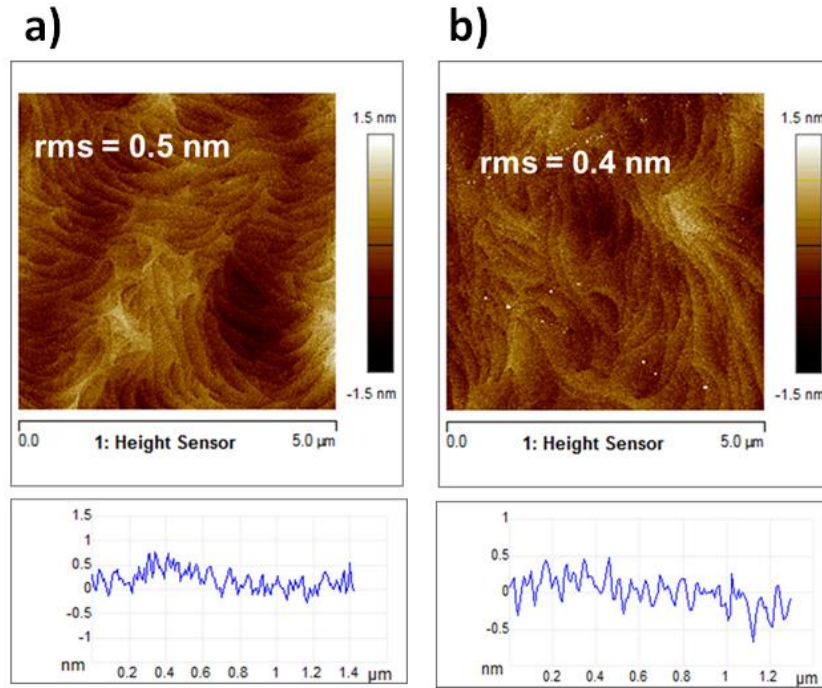 a)
rms = 0.5 nm
1.5 nm
-1.5 nm
0.0
1: Height Sensor
5.0 µm
1.5
1
0.5
0
-0.5
-1
nm
0.2 0.4 0.6 0.8 1 1.2 1.4 µm
b)
rms = 0.4 nm
1.5 nm
-1.5 nm
0.0
1: Height Sensor
5.0 µm
1
0.5
0
-0.5
nm
0.2 0.4 0.6 0.8 1 1.2 µm